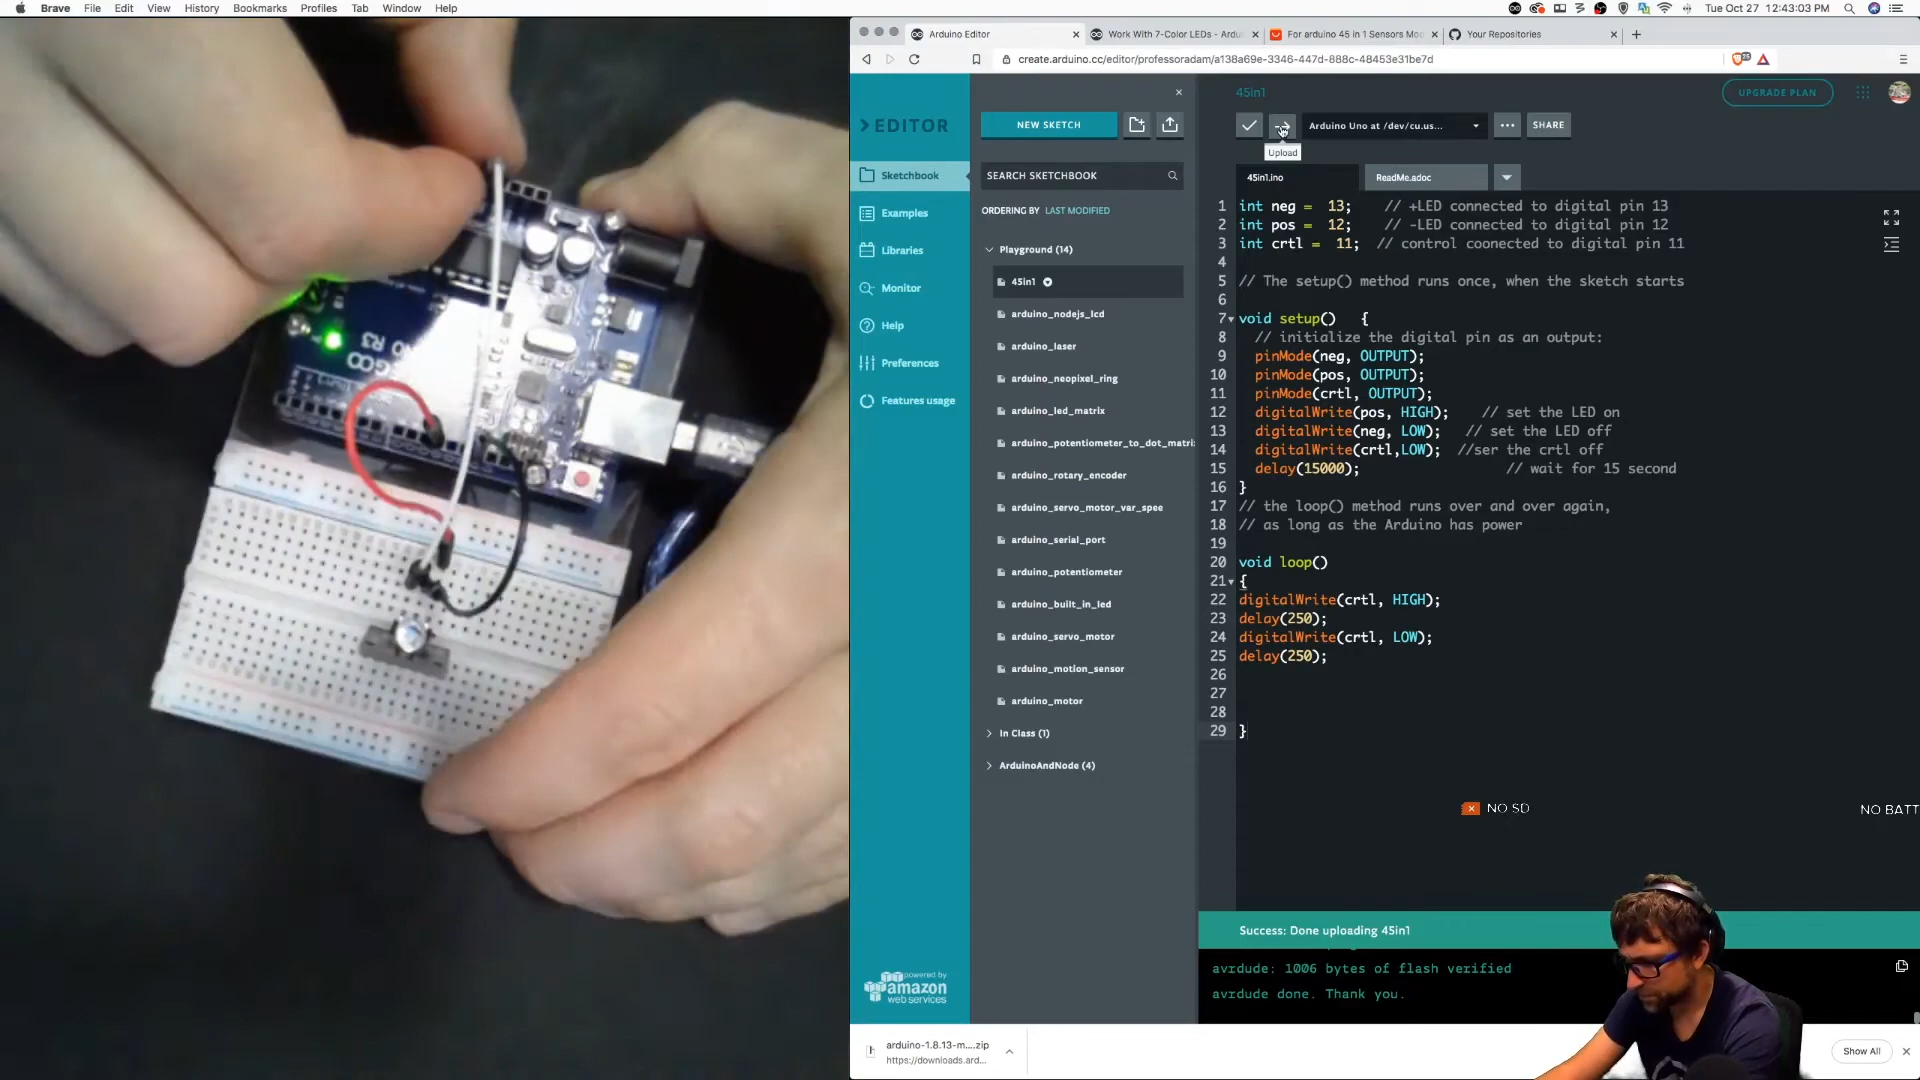 Brave File Edit View History Bookmarks Profiles Tab Window Help
Tue Oct 27 12:43:03 PM
Arduino Editor
Work With 7-Color LEDs - Ardu
For arduino 45 in 1 Sensors Mod
Your Repositories
create.arduino.cc/editor/professoradam/a138a69e-3346-447d-888c-48453e31be7d
EDITOR
Sketchbook
Examples
Libraries
Monitor
Help
Preferences
Features usage
powered by
amazon
web services
NEW SKETCH
SEARCH SKETCHBOOK
ORDERING BY LAST MODIFIED
Playground (14)
45in1
arduino_nodejs_lcd
arduino_laser
arduino_neopixel_ring
arduino_led_matrix
arduino_potentiometer_to_dot_matri
arduino_rotary_encoder
arduino_servo_motor_var_spee
arduino_serial_port
arduino_potentiometer
arduino_built_in_led
arduino_servo_motor
arduino_motion_sensor
arduino_motor
In Class (1)
ArduinoAndNode (4)
45in1
UPGRADE PLAN
Arduino Uno at /dev/cu.us...
SHARE
Upload
45in1.ino
ReadMe.adoc
1 int neg = 13; // +LED connected to digital pin 13
2 int pos = 12; // -LED connected to digital pin 12
3 int crtl = 11; // control coonected to digital pin 11
4
5 // The setup() method runs once, when the sketch starts
6
7 void setup() {
8 // initialize the digital pin as an output:
9 pinMode(neg, OUTPUT);
10 pinMode(pos, OUTPUT);
11 pinMode(crtl, OUTPUT);
12 digitalWrite(pos, HIGH); // set the LED on
13 digitalWrite(neg, LOW); // set the LED off
14 digitalWrite(crtl,LOW); //ser the crtl off
15 delay(15000); // wait for 15 second
16 }
17 // the loop() method runs over and over again,
18 // as long as the Arduino has power
19
20 void loop()
21 {
22 digitalWrite(crtl, HIGH);
23 delay(250);
24 digitalWrite(crtl, LOW);
25 delay(250);
26
27
28
29 }
NO SD
NO BATT
Success: Done uploading 45in1
avrdude: 1006 bytes of flash verified
avrdude done. Thank you.
arduino-1.8.13-m....zip
https://downloads.ard...
Show All
UNO R3